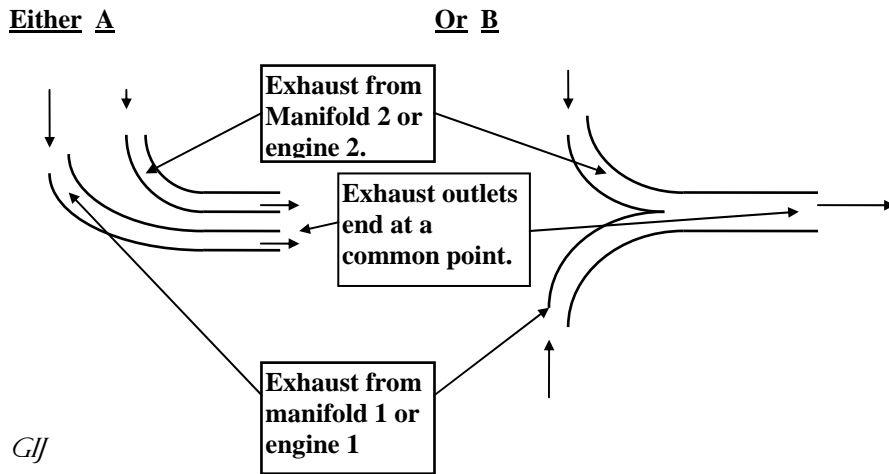 Either A
Or B
Exhaust from
Manifold 2 or
engine 2.
Exhaust outlets
end at a
common point.
Exhaust from
manifold 1 or
engine 1
GIJ